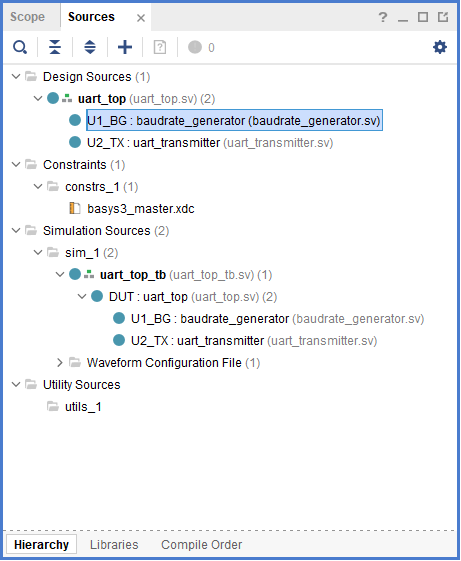 Scope Sources × ? _
0
Design Sources (1)
uart_top (uart_top.sv) (2)
U1_BG : baudrate_generator (baudrate_generator.sv)
U2_TX : uart_transmitter (uart_transmitter.sv)
Constraints (1)
constrs_1 (1)
basys3_master.xdc
Simulation Sources (2)
sim_1 (2)
uart_top_tb (uart_top_tb.sv) (1)
DUT : uart_top (uart_top.sv) (2)
U1_BG : baudrate_generator (baudrate_generator.sv)
U2_TX : uart_transmitter (uart_transmitter.sv)
Waveform Configuration File (1)
Utility Sources
utils_1
Hierarchy Libraries Compile Order